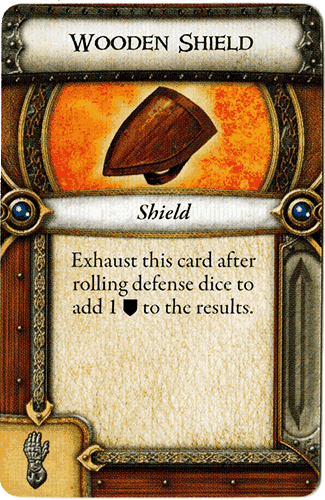 WOODEN SHIELD
Shield
Exhaust this card after
rolling defense dice to
add 1 to the results.